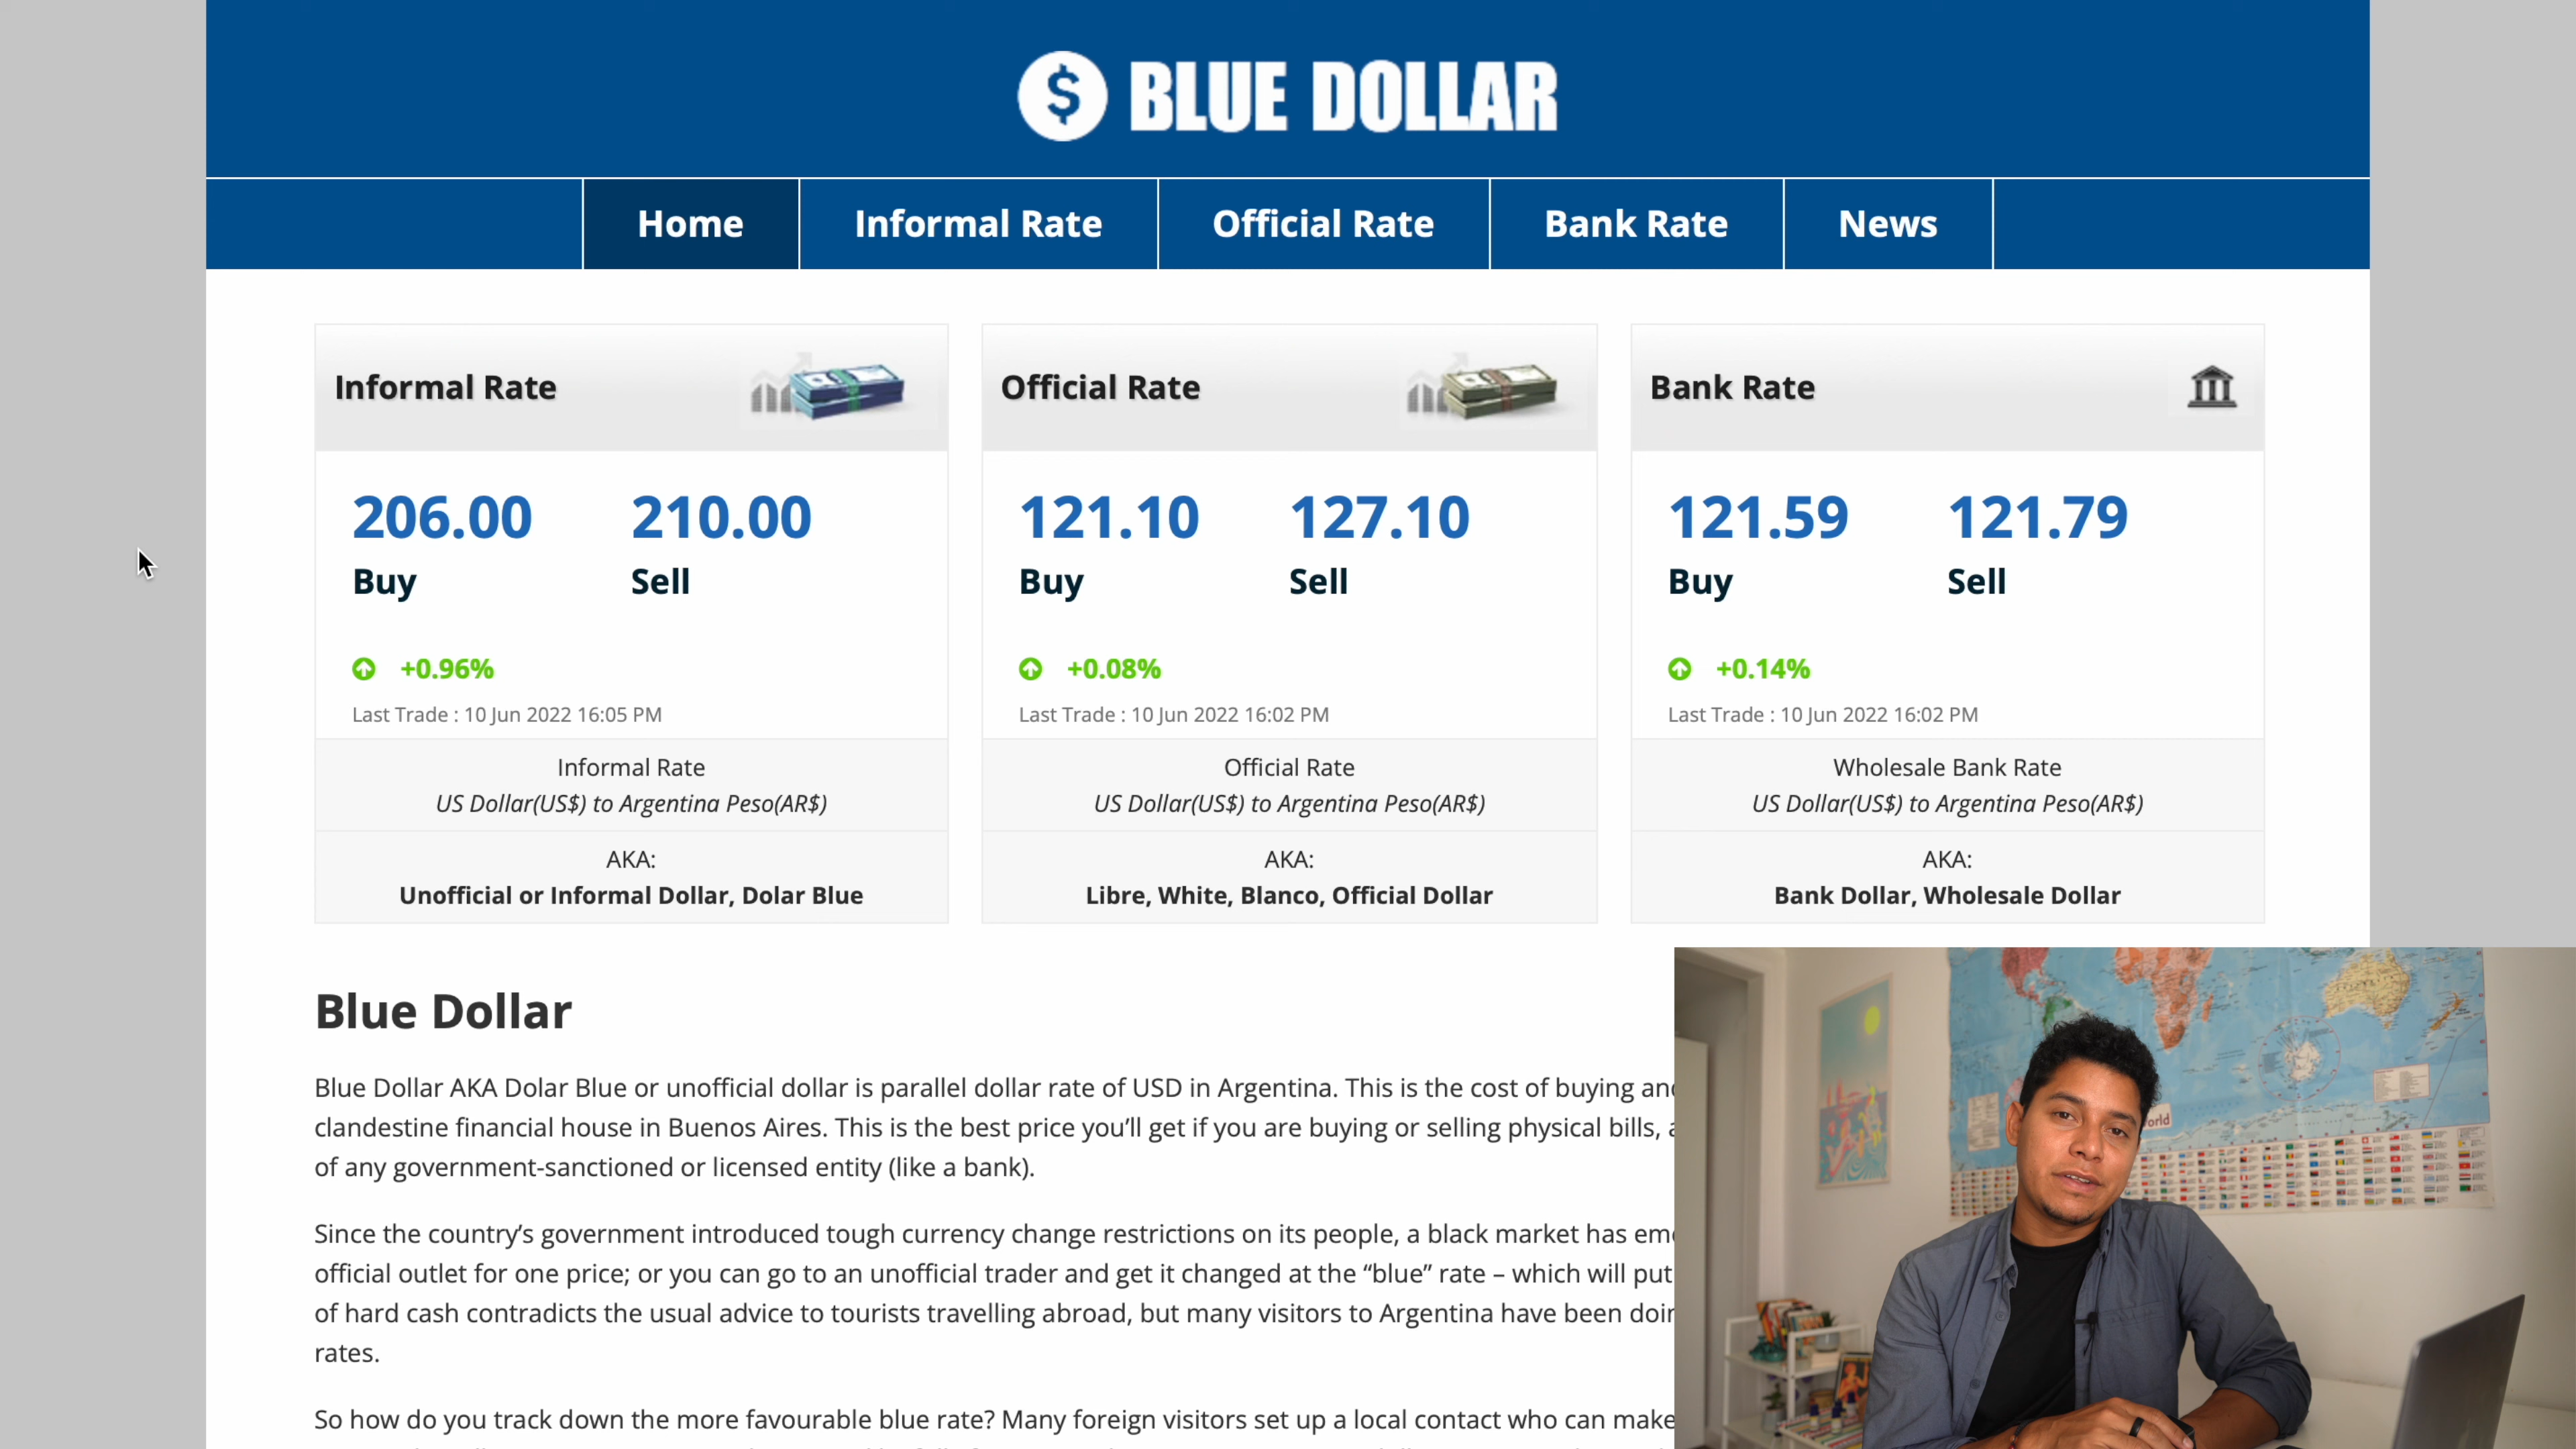 BLUE DOLLAR
Home Informal Rate Official Rate Bank Rate News
Informal Rate
206.00 210.00
Buy Sell
+0.96%
Last Trade : 10 Jun 2022 16:05 PM
Informal Rate
US Dollar(US$) to Argentina Peso(AR$)
AKA:
Unofficial or Informal Dollar, Dolar Blue
Official Rate
121.10 127.10
Buy Sell
+0.08%
Last Trade : 10 Jun 2022 16:02 PM
Official Rate
US Dollar(US$) to Argentina Peso(AR$)
AKA:
Libre, White, Blanco, Official Dollar
Bank Rate
121.59 121.79
Buy Sell
+0.14%
Last Trade : 10 Jun 2022 16:02 PM
Wholesale Bank Rate
US Dollar(US$) to Argentina Peso(AR$)
AKA:
Bank Dollar, Wholesale Dollar
Blue Dollar
Blue Dollar AKA Dolar Blue or unofficial dollar is parallel dollar rate of USD in Argentina. This is the cost of buying
clandestine financial house in Buenos Aires. This is the best price you’ll get if you are buying or selling physical bills,
of any government-sanctioned or licensed entity (like a bank).
Since the country’s government introduced tough currency change restrictions on its people, a black market has
official outlet for one price; or you can go to an unofficial trader and get it changed at the “blue” rate – which will put
of hard cash contradicts the usual advice to tourists travelling abroad, but many visitors to Argentina have been
rates.
So how do you track down the more favourable blue rate? Many foreign visitors set up a local contact who can make